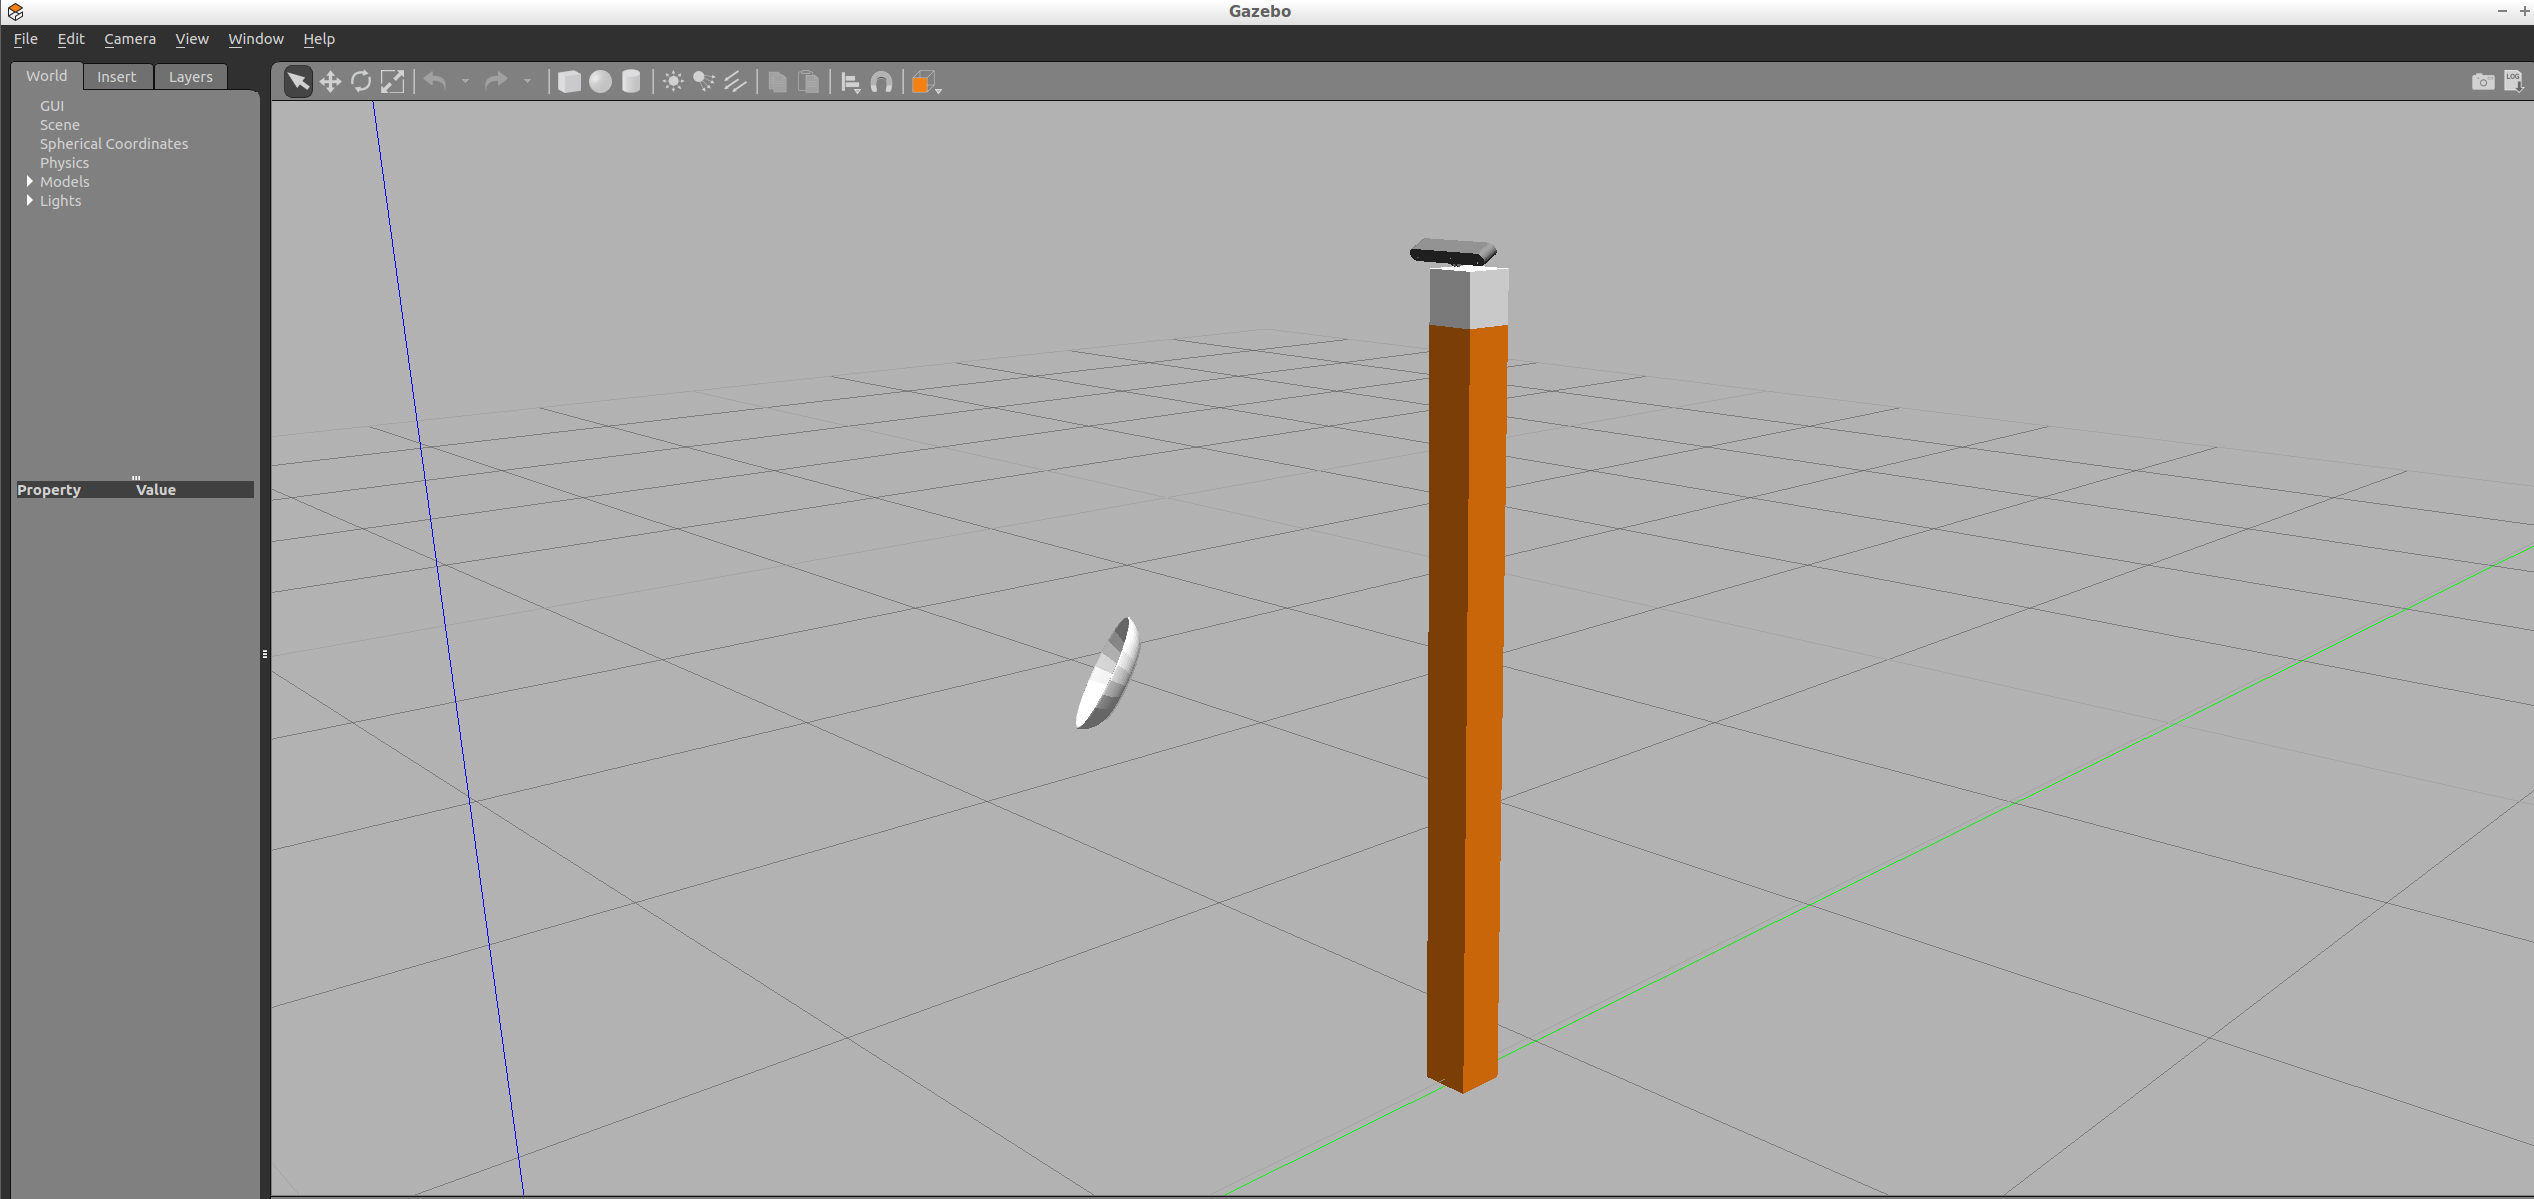 Gazebo
File Edit Camera View Window Help
World Insert Layers
GUI
Scene
Spherical Coordinates
Physics
Models
Lights
Property Value
LOG